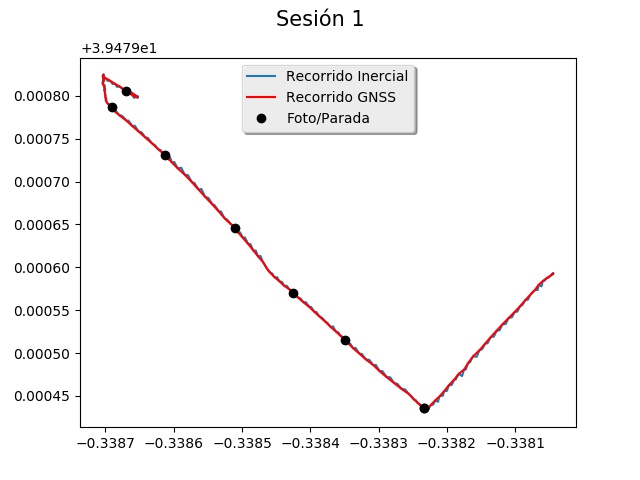 Sesión 1
+3.9479e1
Recorrido Inercial
Recorrido GNSS
Foto/Parada
0.00080
0.00075
0.00070
0.00065
0.00060
0.00055
0.00050
0.00045
−0.3387 −0.3386 −0.3385 −0.3384 −0.3383 −0.3382 −0.3381